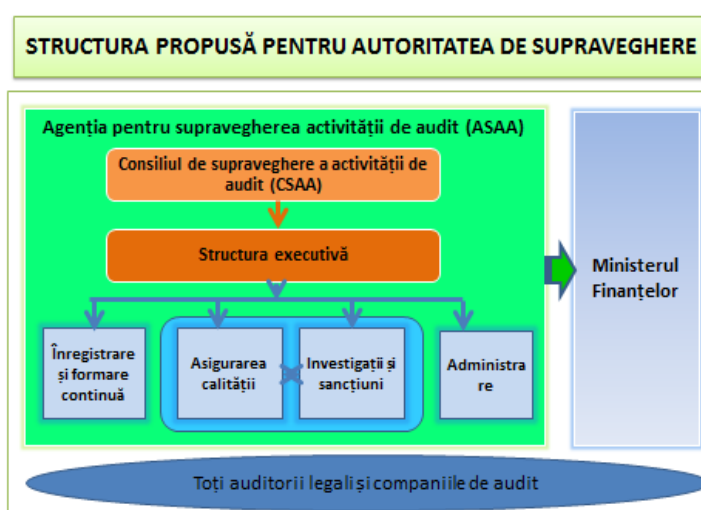 STRUCTURA PROPUSĂ PENTRU AUTORITATEA DE SUPRAVEGHERE
Agenția pentru supravegherea activității de audit (ASAA)
Consiliul de supraveghere a activității de
audit (CSAA)
Structura executivă
Ministerul
Finanțelor
Înregistrare
și formare
continuă
Asigurarea
calității
Investigații și
sancțiuni
Administra
re
Toți auditorii legali și companiile de audit